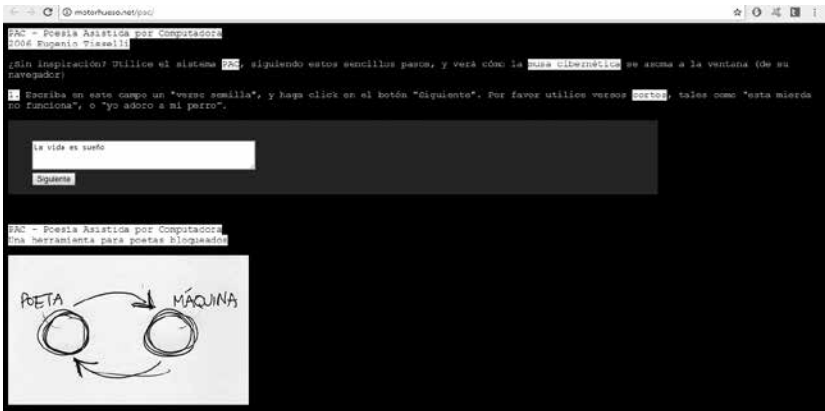 motorhueso.net/pac/
PAC - Poesía Asistida por Computadora
2006 Eugenio Tisselli
¿Sin inspiración? Utilice el sistema PAC, siguiendo estos sencillos pasos, y verá cómo la musa cibernética se asoma a la ventana (de su
navegador)
1. Escriba en este campo un "verso semilla", y haga click en el botón "Siguiente". Por favor utilice versos cortos, tales como "esta mierda
no funciona", o "yo adoro a mi perro".
La vida es sueño
Siguiente
PAC - Poesía Asistida por Computadora
Una herramienta para poetas bloqueados
POETA MÁQUINA